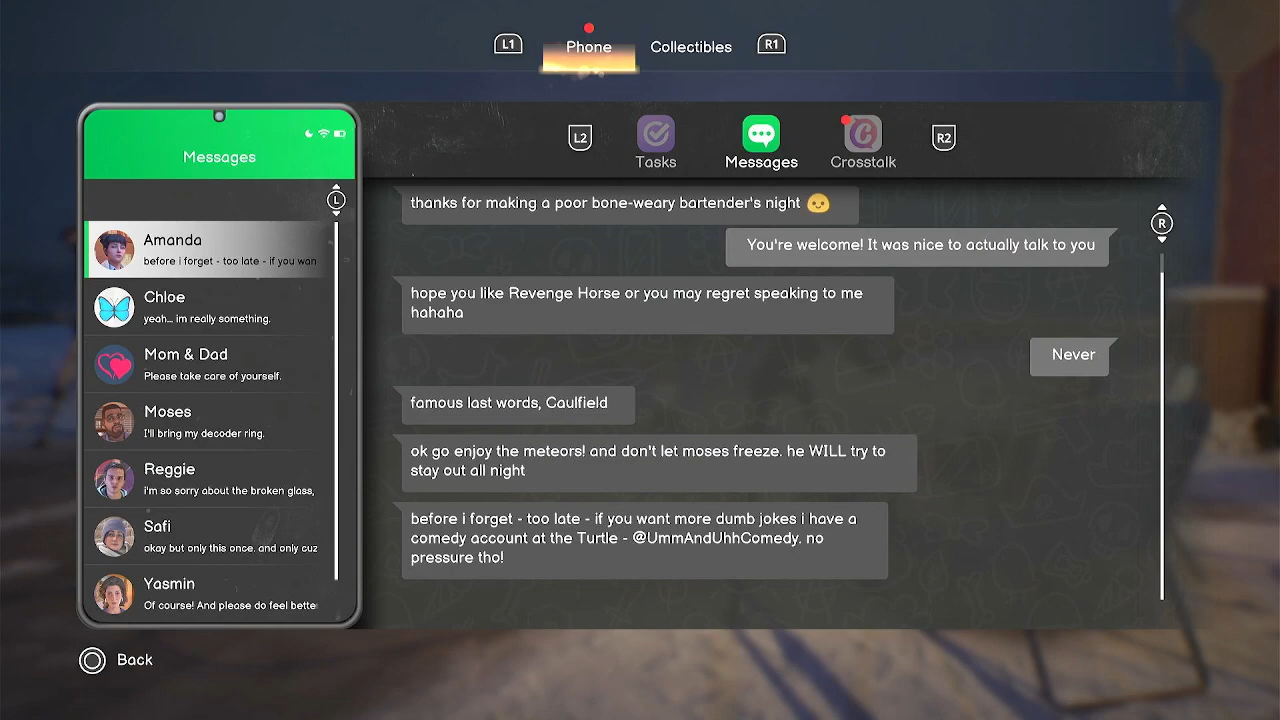 L1
Phone
Collectibles
R1
Messages
L2
Tasks
Messages
Crosstalk
R2
L
Amanda
before i forget - too late - if you wan
Chloe
yeah... im really something.
Mom & Dad
Please take care of yourself.
Moses
I'll bring my decoder ring.
Reggie
i'm so sorry about the broken glass,
Safi
okay but only this once. and only cuz
Yasmin
Of course! And please do feel bette
thanks for making a poor bone-weary bartender's night
You're welcome! It was nice to actually talk to you
hope you like Revenge Horse or you may regret speaking to me
hahaha
Never
famous last words, Caulfield
ok go enjoy the meteors! and don't let moses freeze. he WILL try to
stay out all night
before i forget - too late - if you want more dumb jokes i have a
comedy account at the Turtle - @UmmAndUhhComedy. no
pressure tho!
R
Back